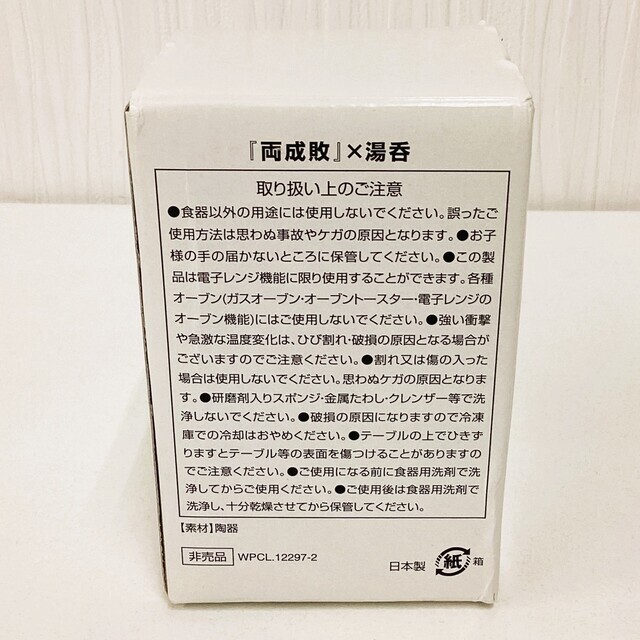 『両成敗』×湯呑
取り扱い上のご注意
●食器以外の用途には使用しないでください。誤ったご
使用方法は思わぬ事故やケガの原因となります。●お子
様の手の届かないところに保管してください。●この製
品は電子レンジ機能に限り使用することができます。各種
オーブン(ガスオーブン・オーブントースター・電子レンジの
オーブン機能)にはご使用しないでください。●強い衝撃
や急激な温度変化は、ひび割れ・破損の原因となる場合が
ございますのでご注意ください。●割れ又は傷の入った
場合は使用しないでください。思わぬケガの原因となりま
す。●研磨剤入りスポンジ・金属たわし・クレンザー等で洗
浄しないでください。●破損の原因になりますので冷凍
庫での冷却はおやめください。●テーブルの上でひきず
りますとテーブル等の表面を傷つけることがありますの
でご注意ください。●ご使用になる前に食器用洗剤で洗
浄してからご使用ください。●ご使用後は食器用洗剤で
洗浄し、十分乾燥させてから保管してください。
【素材】陶器
非売品 WPCL.12297-2
日本製 紙 箱